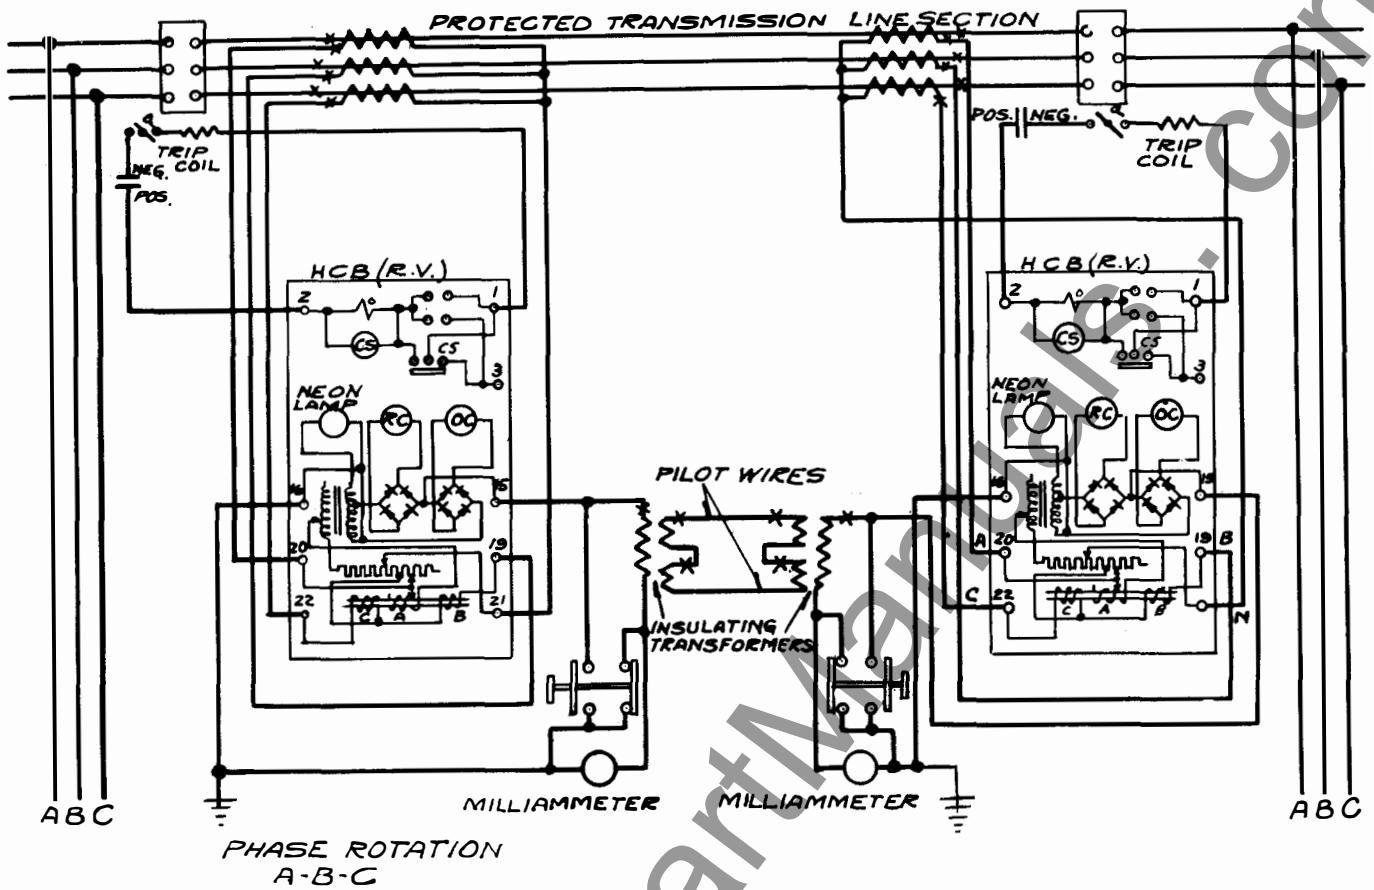 PROTECTED TRANSMISSION LINE SECTION
a
TRIP
COIL
NEG.
POS.
POS.
NEG.
a
TRIP
COIL
HCB (R.V.)
2
1
CS
CS
3
NEON
LAMP
RC
OC
16
15
20
19
22
21
C
A
B
HCB (R.V.)
2
1
CS
CS
3
NEON
LAMP
RC
OC
16
15
A
20
19
B
C
22
C
A
B
N
PILOT WIRES
INSULATING
TRANSFORMERS
MILLIAMMETER
MILLIAMMETER
A B C
A B C
PHASE ROTATION
A-B-C